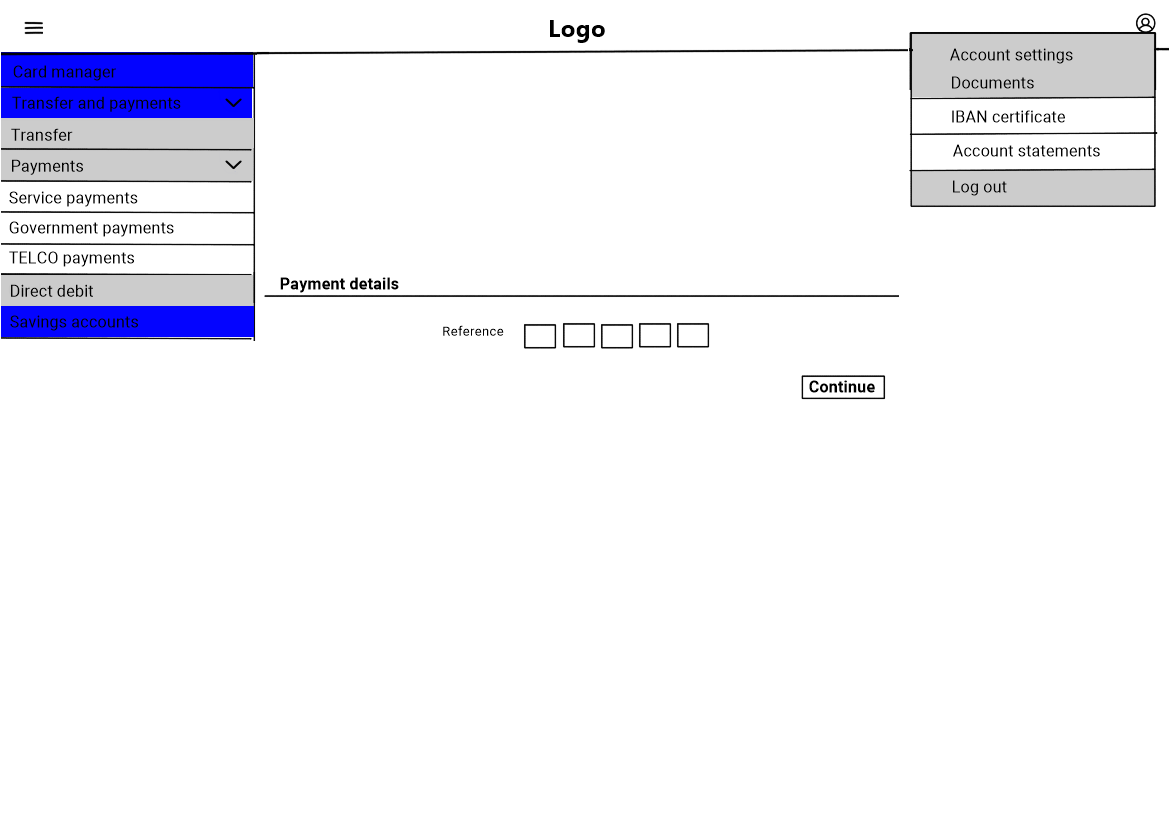 Logo
Card manager
Transfer and payments
Transfer
Payments
Service payments
Government payments
TELCO payments
Direct debit
Savings accounts
Account settings
Documents
IBAN certificate
Account statements
Log out
Payment details
Reference
Continue